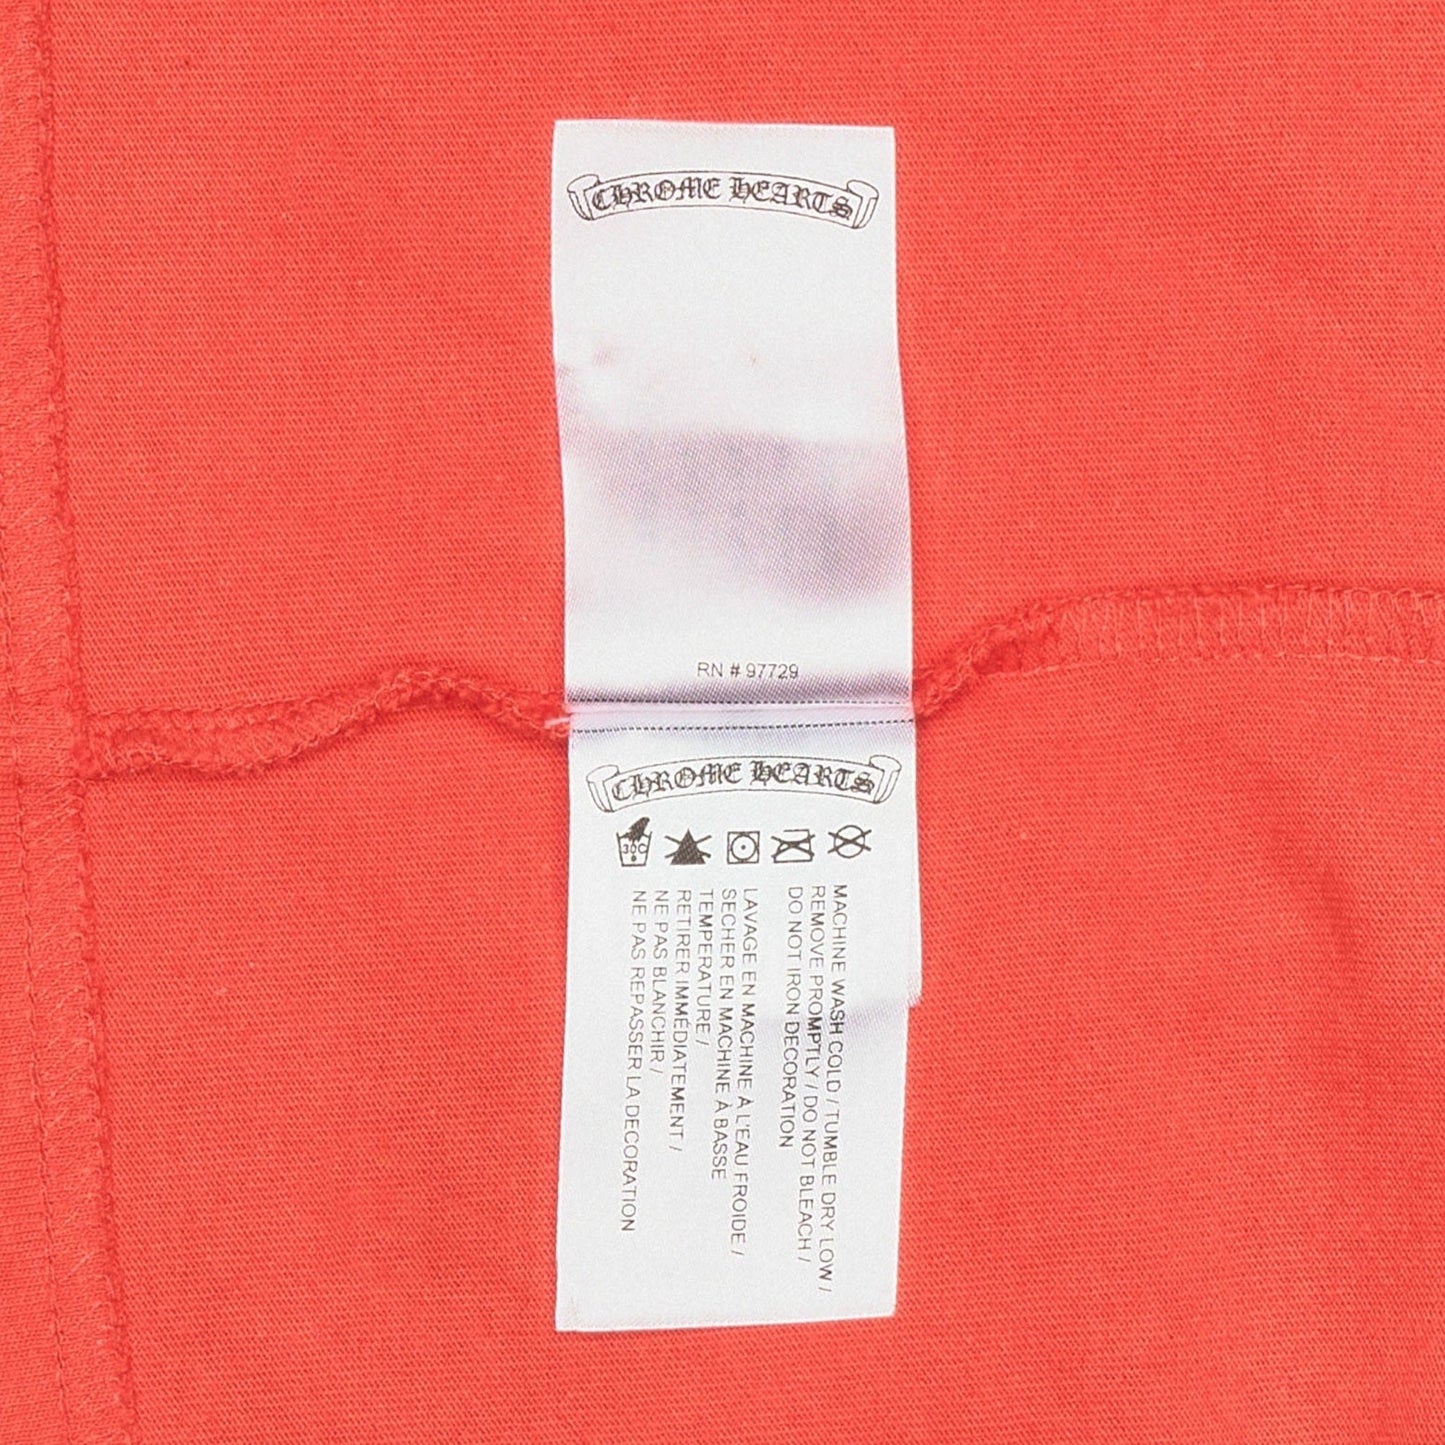 CHROME HEARTS
RN # 97729
CHROME HEARTS
30C
MACHINE WASH COLD / TUMBLE DRY LOW /
REMOVE PROMPTLY / DO NOT BLEACH /
DO NOT IRON DECORATION
LAVAGE EN MACHINE À L'EAU FROIDE /
SECHER EN MACHINE À BASSE
TEMPERATURE /
RETIRER IMMÉDIATEMENT /
NE PAS BLANCHIR /
NE PAS REPASSER LA DECORATION